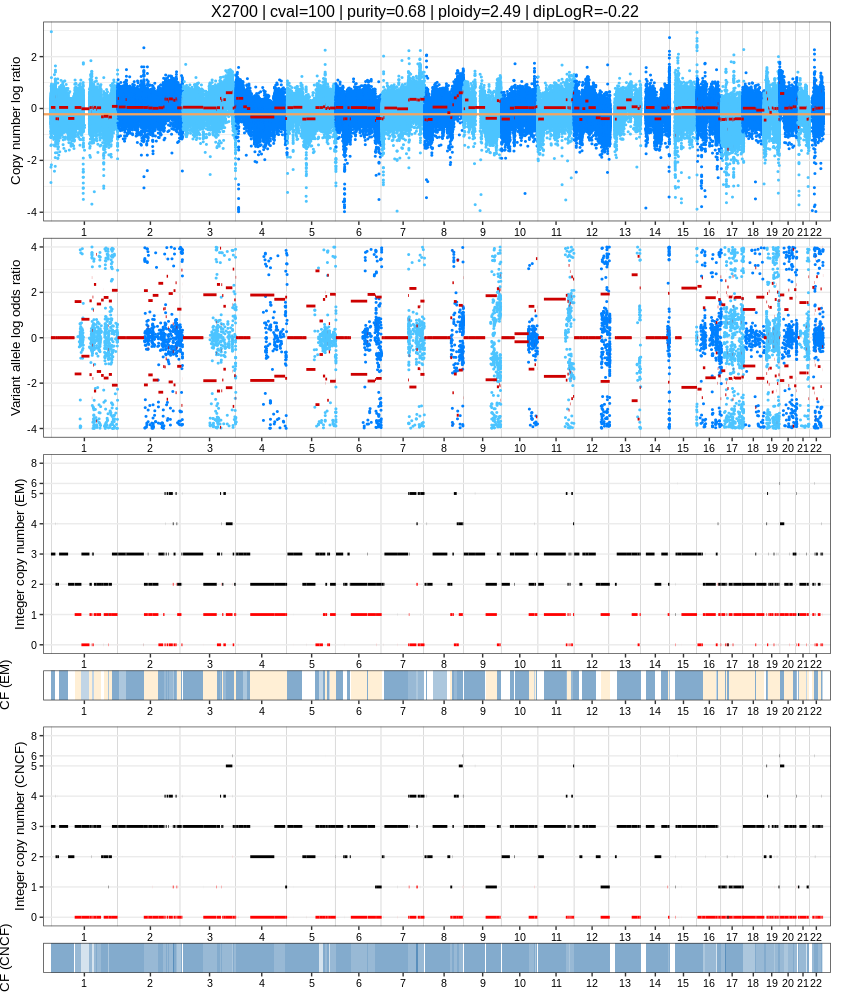 X2700 | cval=100 | purity=0.68 | ploidy=2.49 | dipLogR=-0.22
Copy number log ratio
2
0
-2
-4
1 2 3 4 5 6 7 8 9 10 11 12 13 14 15 16 17 18 19 20 21 22
Variant allele log odds ratio
4
2
0
-2
-4
1 2 3 4 5 6 7 8 9 10 11 12 13 14 15 16 17 18 19 20 21 22
Integer copy number (EM)
8
6
5
4
3
2
1
0
1 2 3 4 5 6 7 8 9 10 11 12 13 14 15 16 17 18 19 20 21 22
CF (EM)
1 2 3 4 5 6 7 8 9 10 11 12 13 14 15 16 17 18 19 20 21 22
Integer copy number (CNCF)
8
6
5
4
3
2
1
0
1 2 3 4 5 6 7 8 9 10 11 12 13 14 15 16 17 18 19 20 21 22
CF (CNCF)
2 3 4 5 6 7 8 9 10 11 12 13 14 15 16 17 18 19 20 21 22